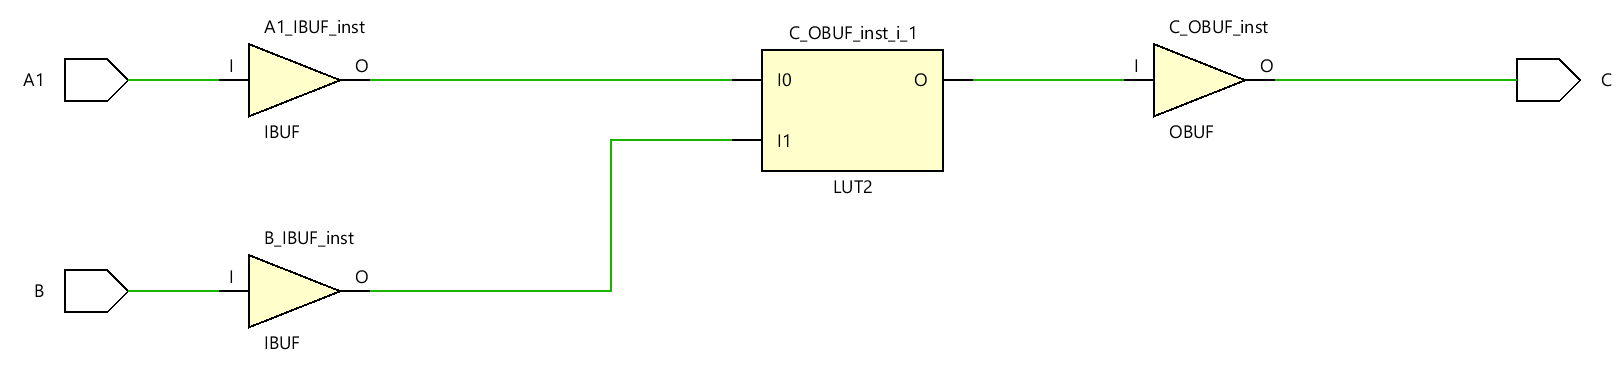 A1_IBUF_inst
C_OBUF_inst_i_1
C_OBUF_inst
A1
I
O
I0
O
I
O
C
IBUF
OBUF
I1
LUT2
B_IBUF_inst
B
I
O
IBUF